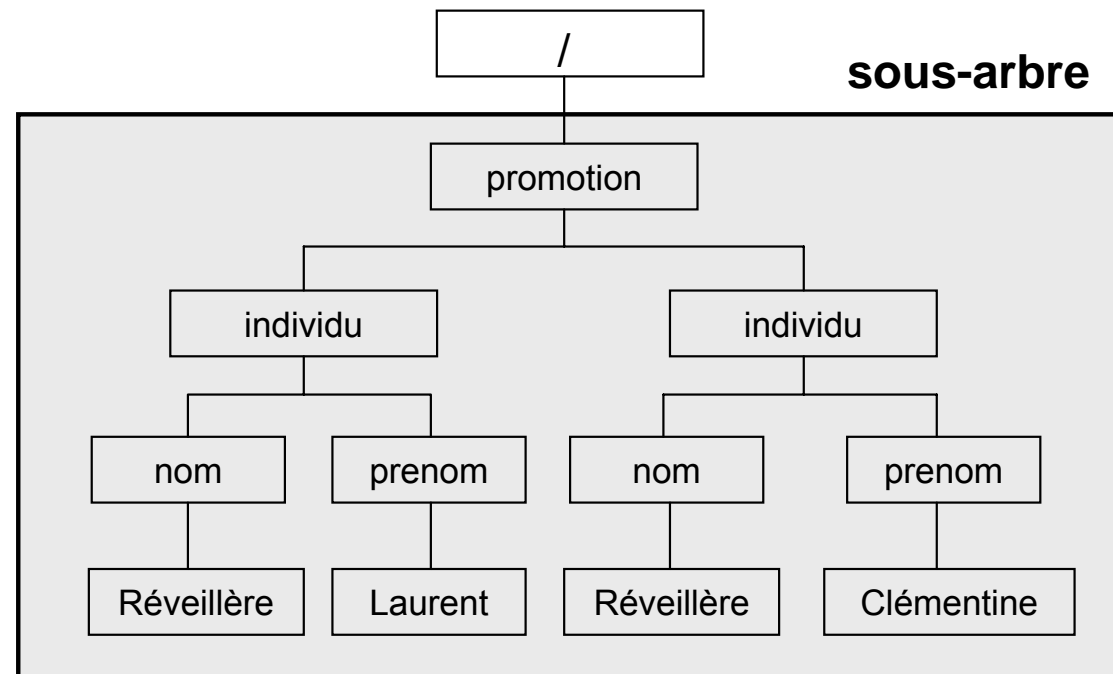 /
sous-arbre
promotion
individu individu
nom prenom nom prenom
Réveillère Laurent Réveillère Clémentine